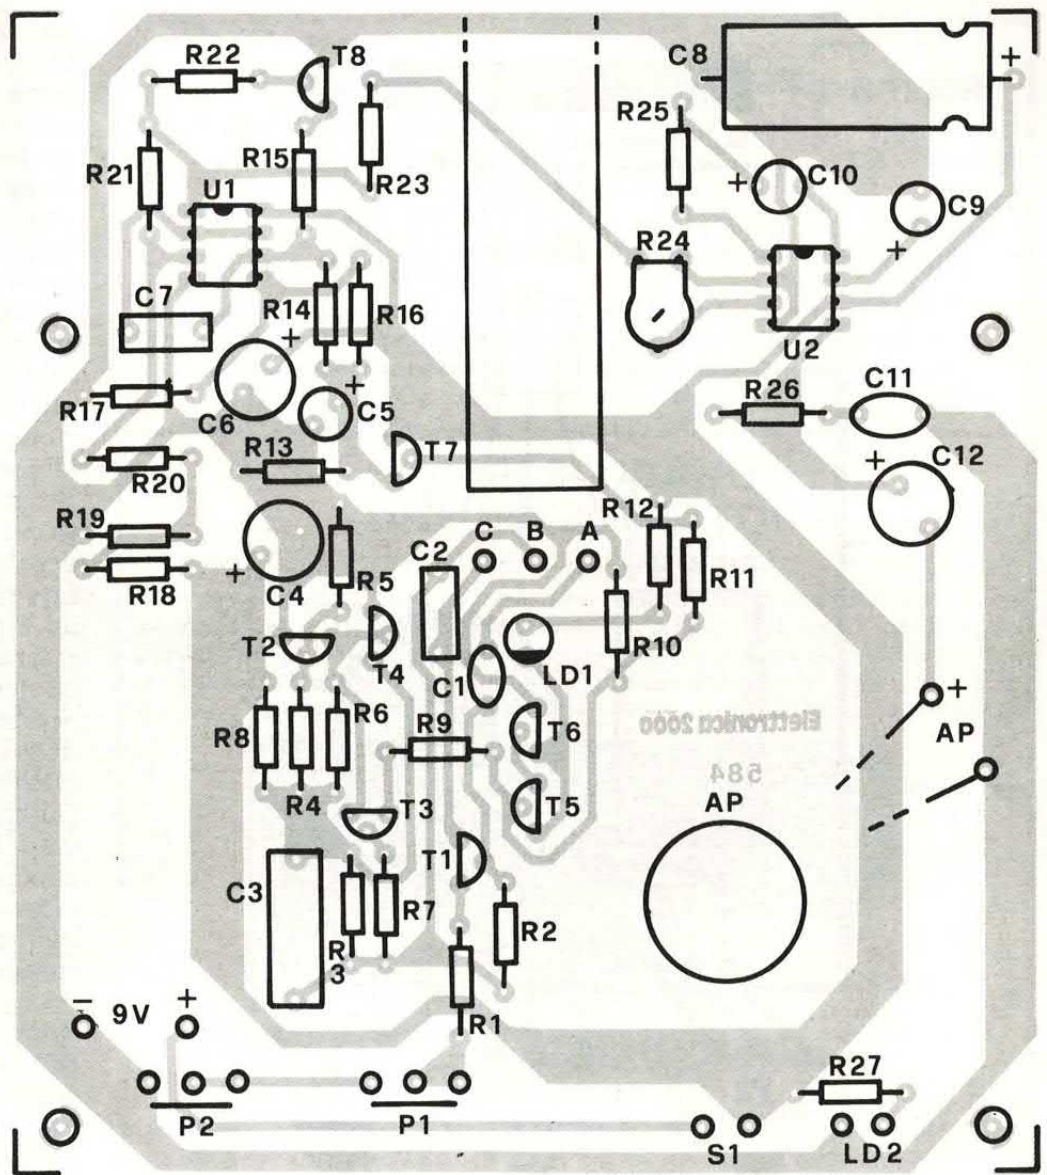 R22
T8
C8
+
R25
R21
R15
U1
R23
+
C10
C9
+
R24
C7
R14
R16
+
U2
C11
R17
C6
+
C5
R26
R13
T7
R20
+
C12
R19
R12
C
B
A
C2
R18
+
C4
R5
R11
R10
T2
T4
C1
LD1
R8
R6
R9
T6
Elettronica 2000
584
+
AP
R4
T3
T5
AP
T1
C3
R3
R7
R2
R1
-
9V
+
R27
P2
P1
S1
LD2